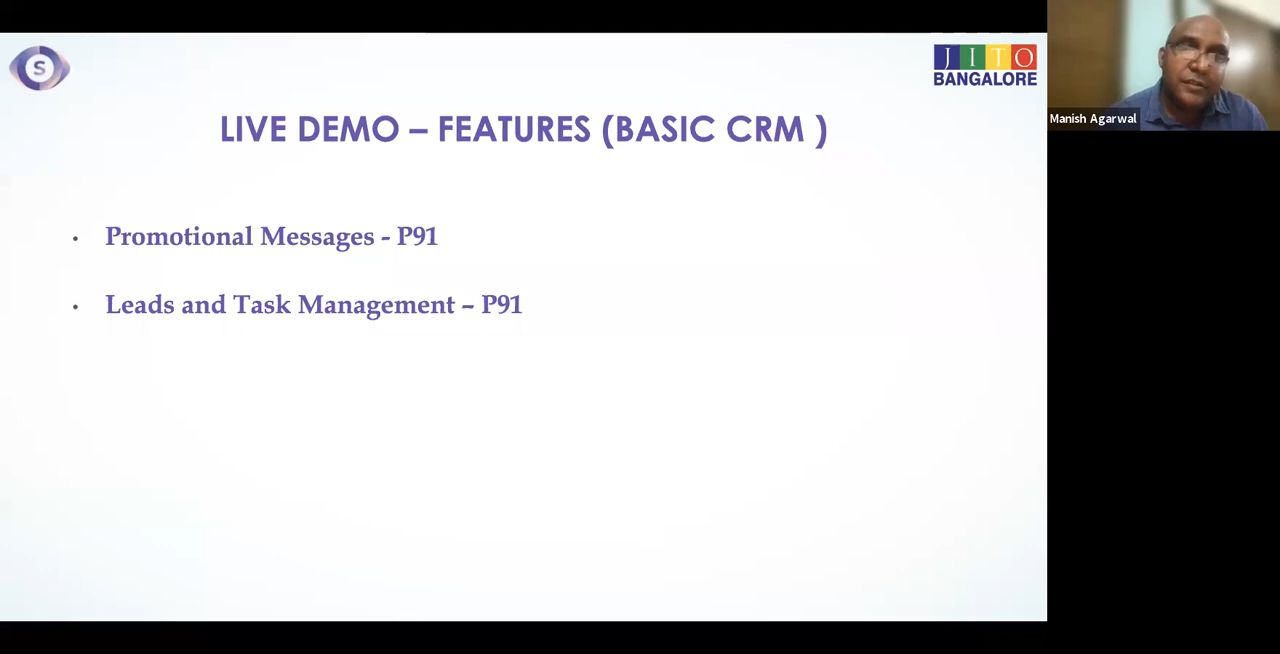 S
JITO
BANGALORE
Manish Agarwal
LIVE DEMO – FEATURES (BASIC CRM )
• Promotional Messages - P91
• Leads and Task Management – P91